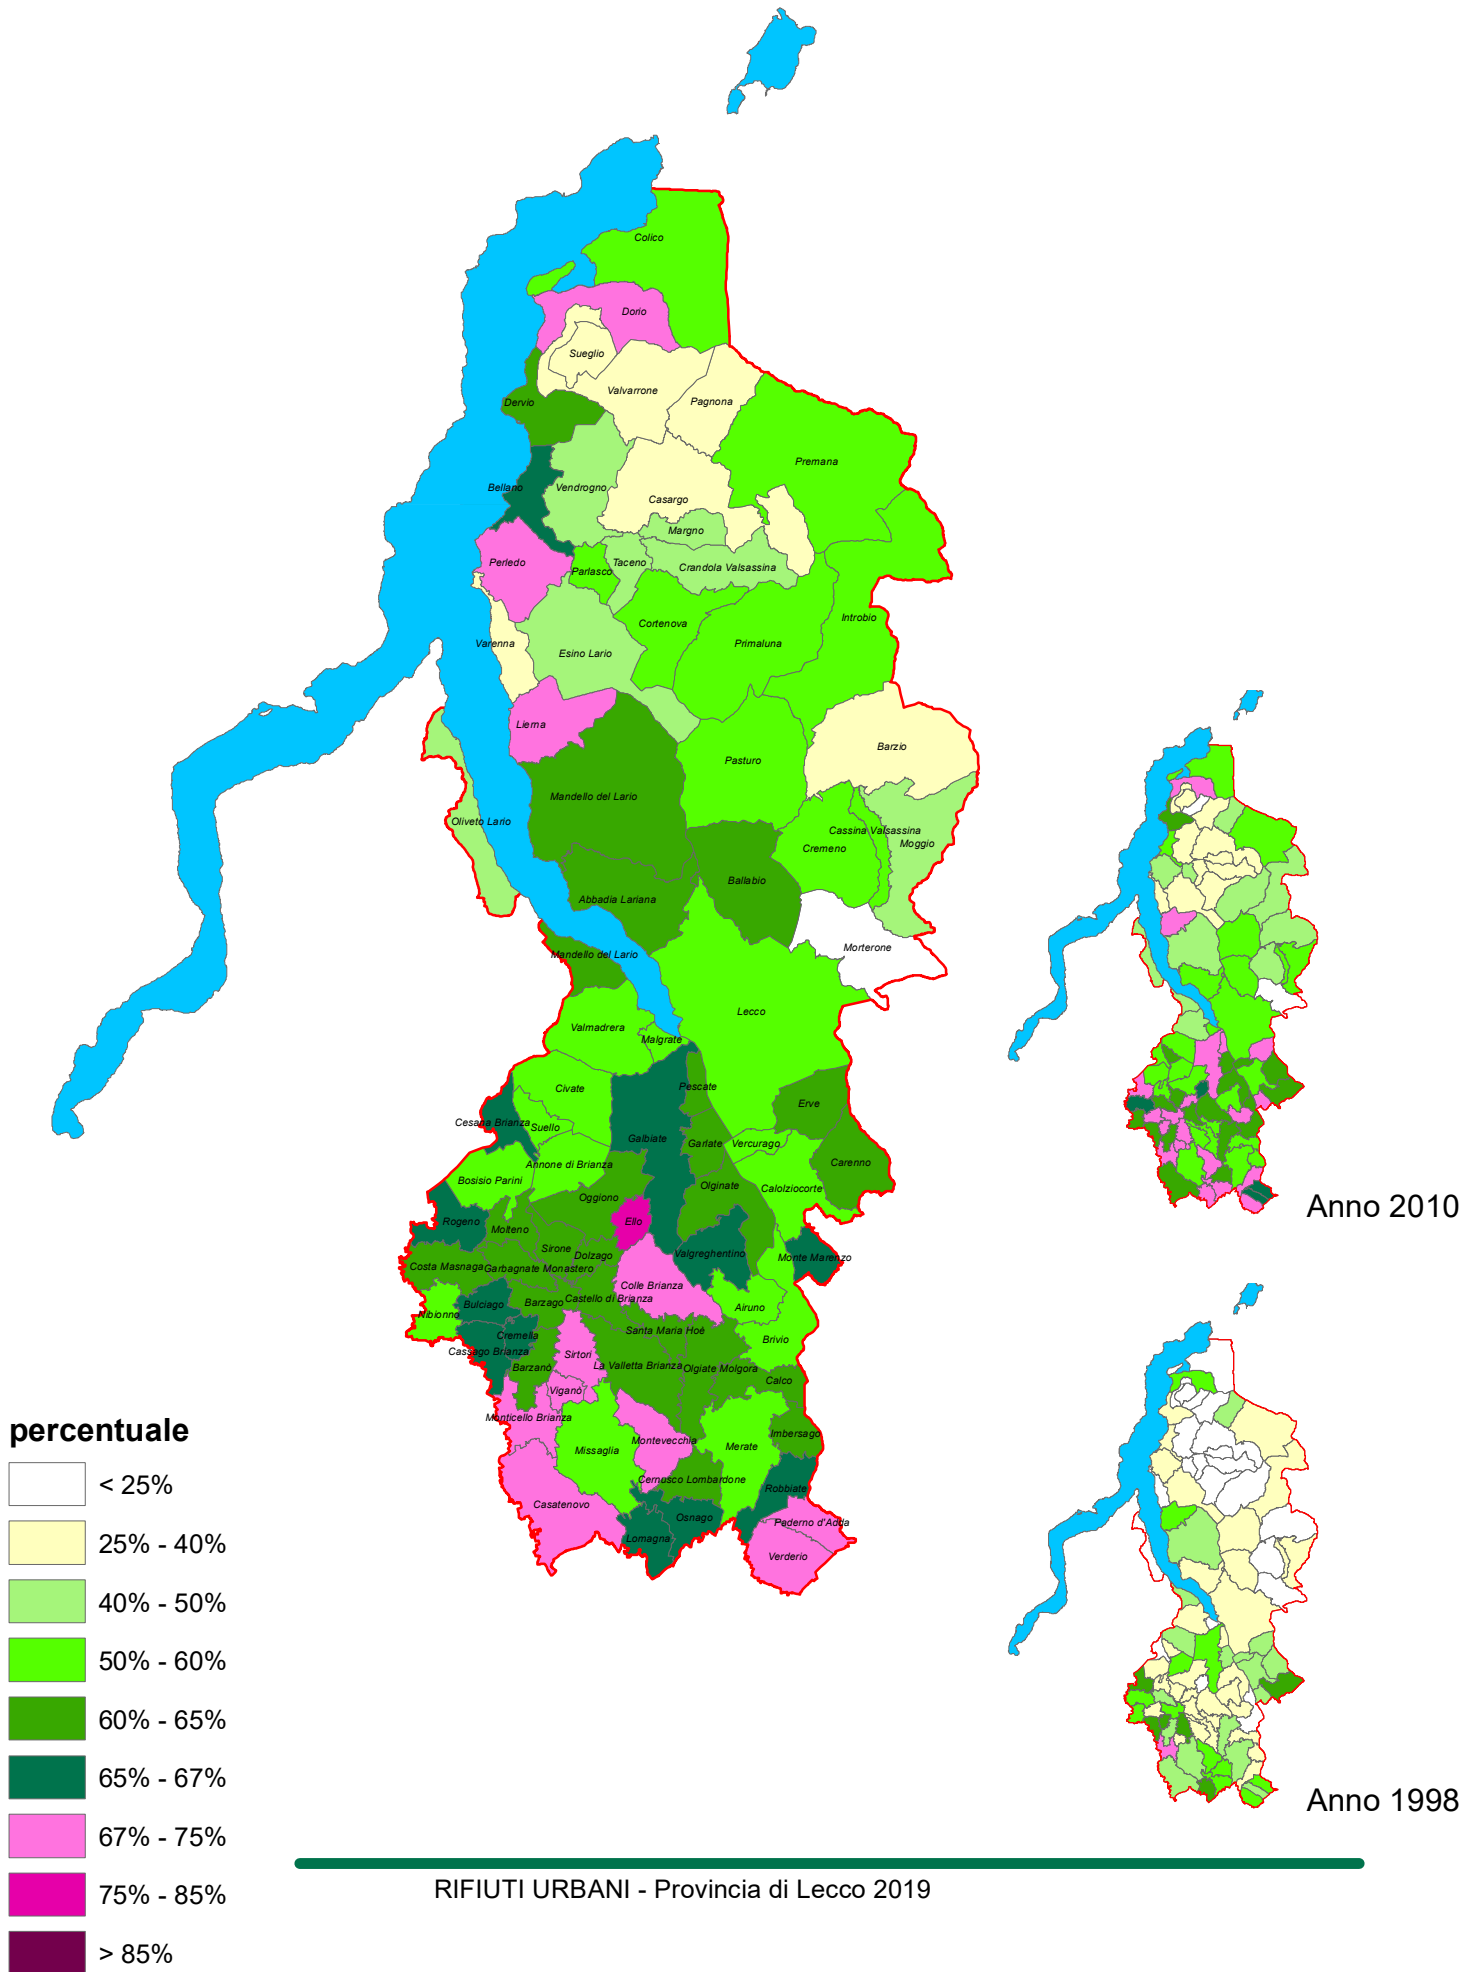 Colico
Dorio
Sueglio
Valvarrone
Pagnona
Dervio
Premana
Bellano
Vendrogno
Casargo
Margno
Perledo
Parlasco
Taceno
Crandola Valsassina
Introbio
Cortenova
Primaluna
Varenna
Esino Lario
Lierna
Barzio
Pasturo
Mandello del Lario
Oliveto Lario
Cassina Valsassina
Moggio
Cremeno
Ballabio
Abbadia Lariana
Morterone
Mandello del Lario
Lecco
Valmadrera
Malgrate
Civate
Pescate
Erve
Cesana Brianza
Suello
Galbiate
Garlate
Vercurago
Annone di Brianza
Carenno
Bosisio Parini
Olginate
Calolziocorte
Oggiono
Rogeno
Molteno
Ello
Sirone
Dolzago
Valgreghentino
Monte Marenzo
Costa Masnaga
Garbagnate Monastero
Colle Brianza
Castello di Brianza
Bulciago
Barzago
Airuno
Nibionno
Cremella
Santa Maria Hoè
Brivio
Cassago Brianza
Sirtori
Barzanò
La Valletta Brianza
Olgiate Molgora
Calco
Viganò
Monticello Brianza
Imbersago
Montevecchia
Merate
Missaglia
Cernusco Lombardone
Robbiate
Casatenovo
Osnago
Paderno d'Adda
Lomagna
Verderio
Anno 2010
Anno 1998
percentuale
< 25%
25% - 40%
40% - 50%
50% - 60%
60% - 65%
65% - 67%
67% - 75%
75% - 85%
> 85%
RIFIUTI URBANI - Provincia di Lecco 2019